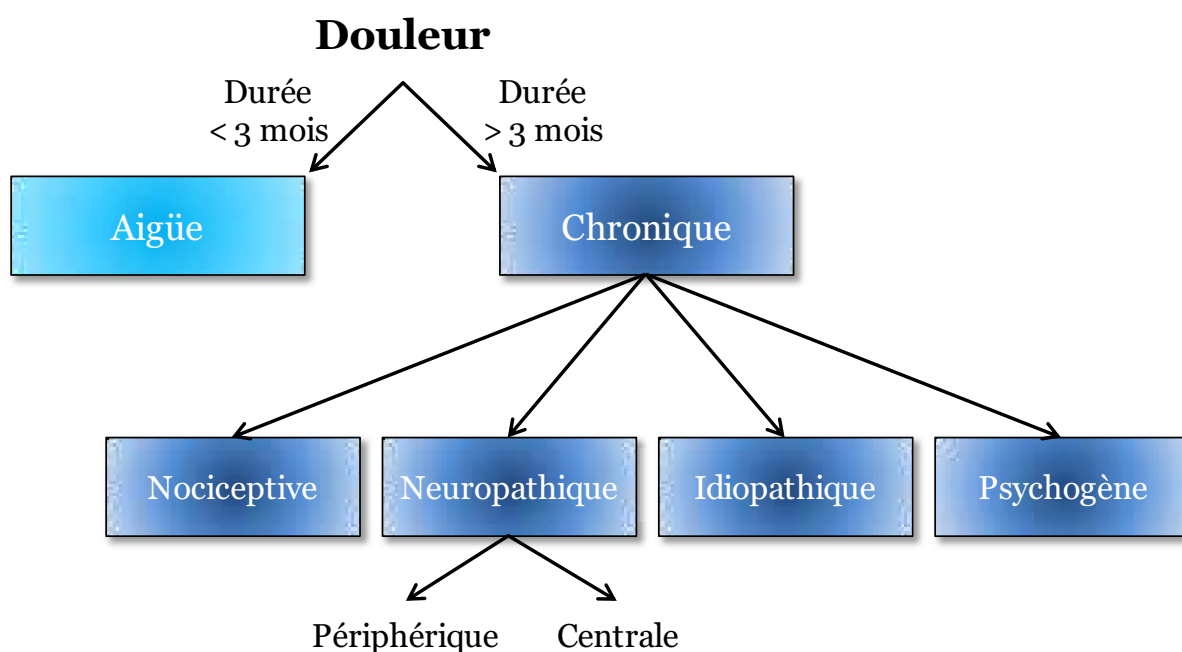 Douleur
Durée
< 3 mois
Durée
> 3 mois
Aigüe
Chronique
Nociceptive
Neuropathique
Idiopathique
Psychogène
Périphérique
Centrale